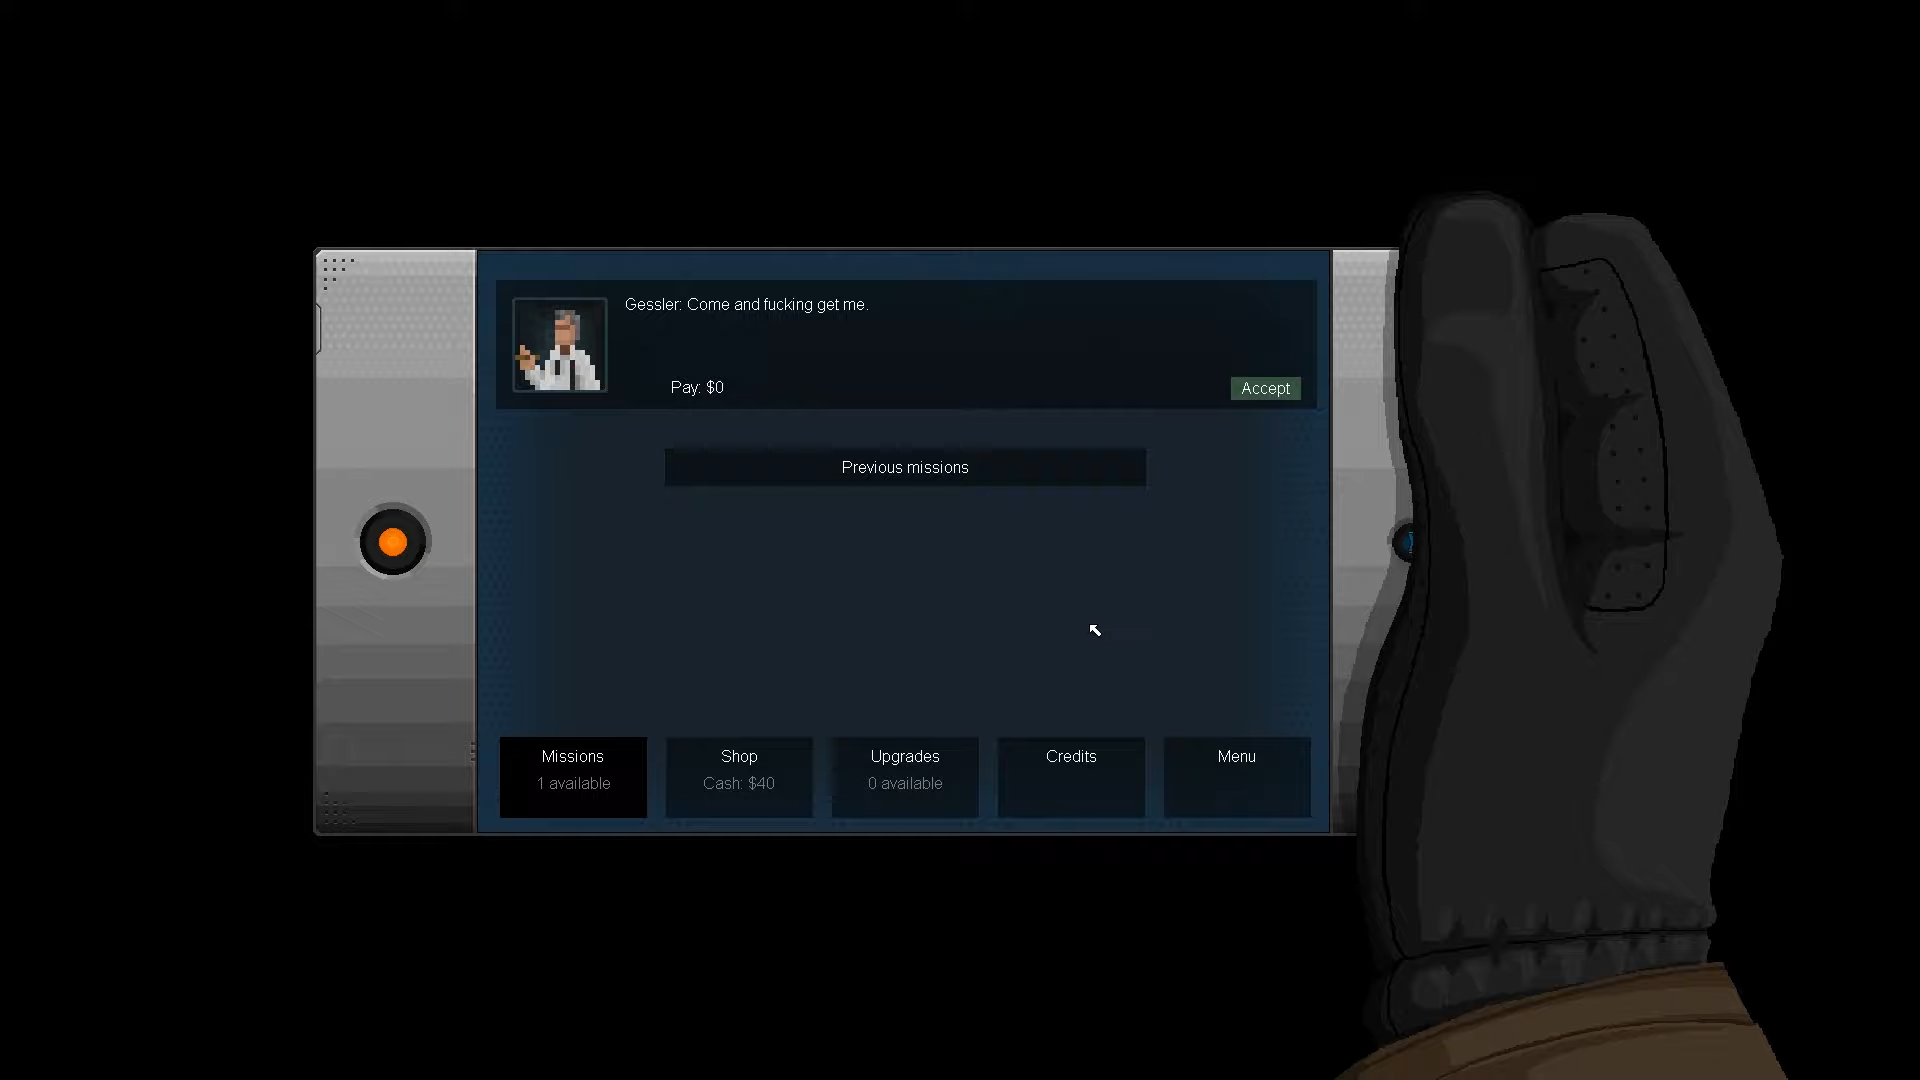 Gessler: Come and fucking get me.
Pay: $0
Accept
Previous missions
Missions
1 available
Shop
Cash: $40
Upgrades
0 available
Credits
Menu